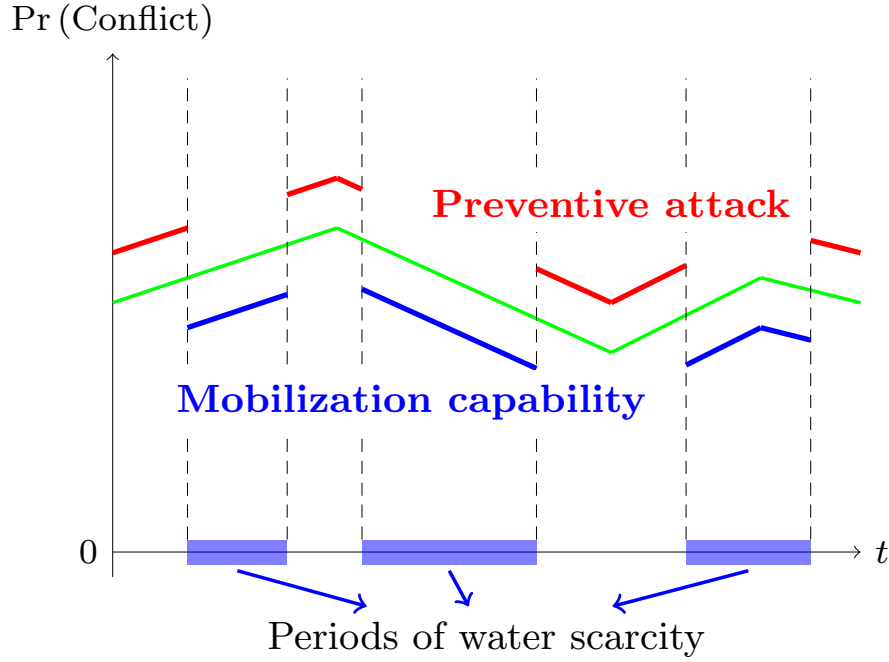 Pr (Conflict)
Preventive attack
Mobilization capability
0
t
Periods of water scarcity